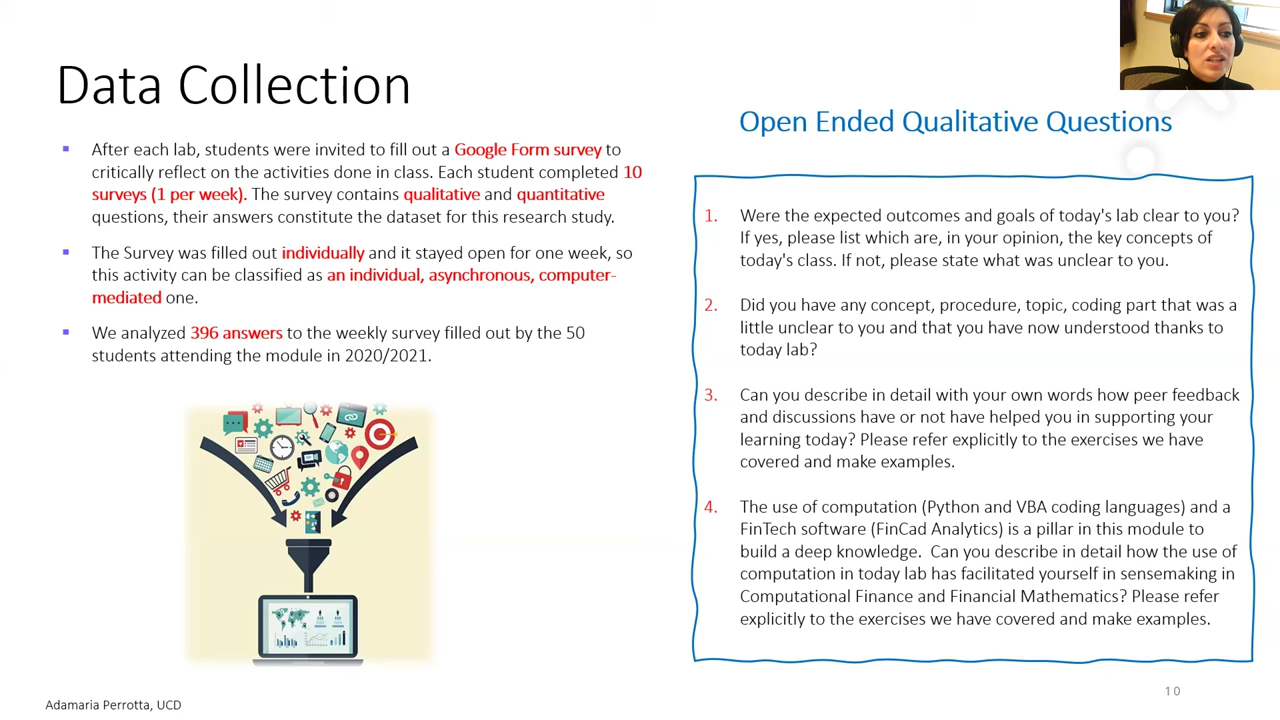 Data Collection
After each lab, students were invited to fill out a Google Form survey to
critically reflect on the activities done in class. Each student completed 10
surveys (1 per week). The survey contains qualitative and quantitative
questions, their answers constitute the dataset for this research study.
The Survey was filled out individually and it stayed open for one week, so
this activity can be classified as an individual, asynchronous, computer-
mediated one.
We analyzed 396 answers to the weekly survey filled out by the 50
students attending the module in 2020/2021.
Open Ended Qualitative Questions
1. Were the expected outcomes and goals of today's lab clear to you?
If yes, please list which are, in your opinion, the key concepts of
today's class. If not, please state what was unclear to you.
2. Did you have any concept, procedure, topic, coding part that was a
little unclear to you and that you have now understood thanks to
today lab?
3. Can you describe in detail with your own words how peer feedback
and discussions have or not have helped you in supporting your
learning today? Please refer explicitly to the exercises we have
covered and make examples.
4. The use of computation (Python and VBA coding languages) and a
FinTech software (FinCad Analytics) is a pillar in this module to
build a deep knowledge. Can you describe in detail how the use of
computation in today lab has facilitated yourself in sensemaking in
Computational Finance and Financial Mathematics? Please refer
explicitly to the exercises we have covered and make examples.
Adamaria Perrotta, UCD
10